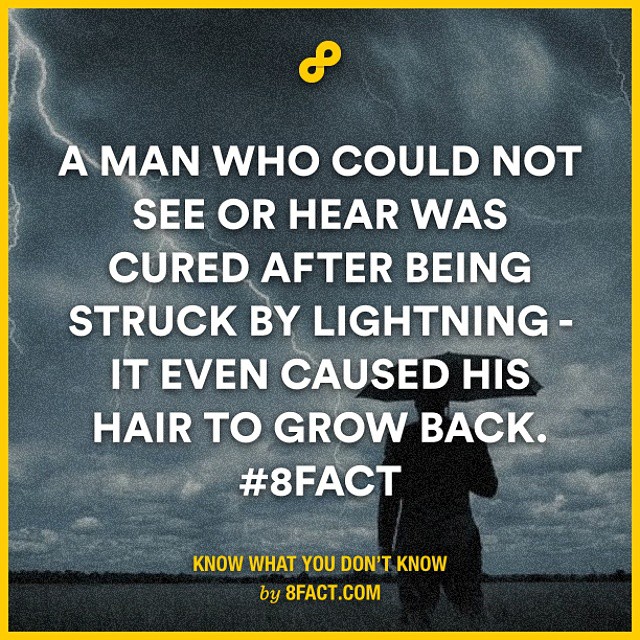 A MAN WHO COULD NOT
SEE OR HEAR WAS
CURED AFTER BEING
STRUCK BY LIGHTNING -
IT EVEN CAUSED HIS
HAIR TO GROW BACK.
#8FACT
KNOW WHAT YOU DON'T KNOW
by 8FACT.COM